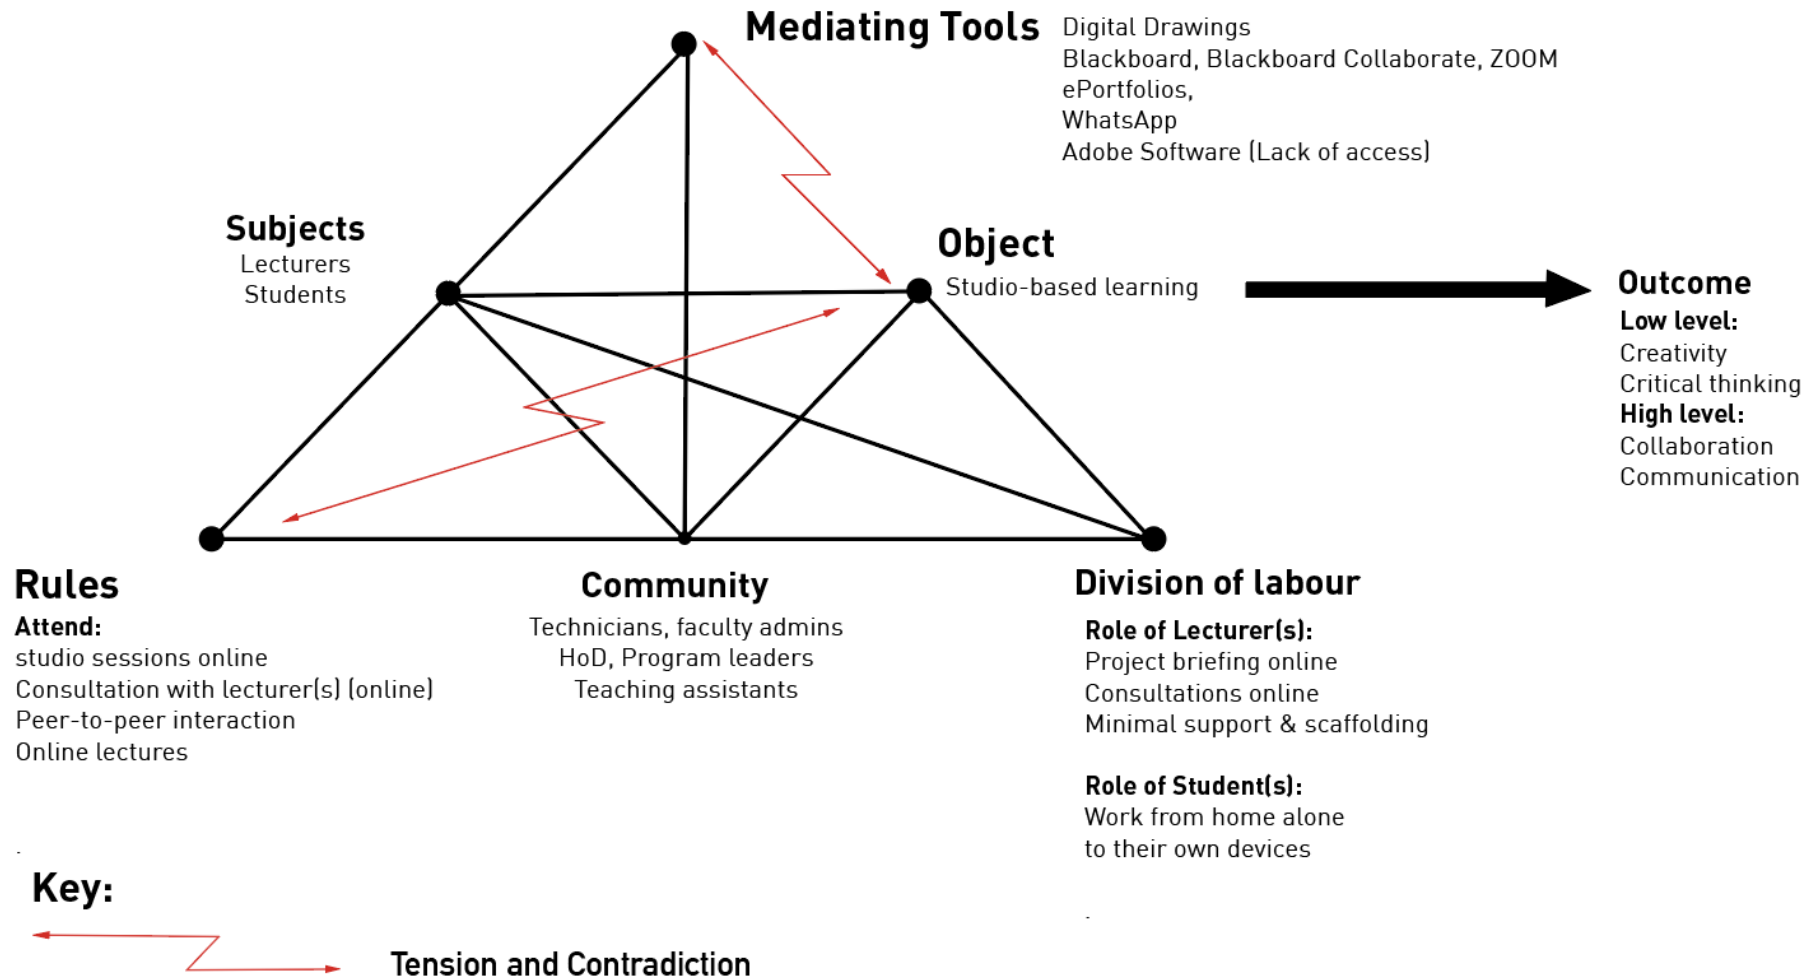 Mediating Tools
Digital Drawings
Blackboard, Blackboard Collaborate, ZOOM
ePortfolios,
WhatsApp
Adobe Software (Lack of access)
Subjects
Lecturers
Students
Object
Studio-based learning
Outcome
Low level:
Creativity
Critical thinking
High level:
Collaboration
Communication
Rules
Attend:
studio sessions online
Consultation with lecturer(s) (online)
Peer-to-peer interaction
Online lectures
Community
Technicians, faculty admins
HoD, Program leaders
Teaching assistants
Division of labour
Role of Lecturer(s):
Project briefing online
Consultations online
Minimal support & scaffolding
Role of Student(s):
Work from home alone
to their own devices
.
.
Key:
Tension and Contradiction